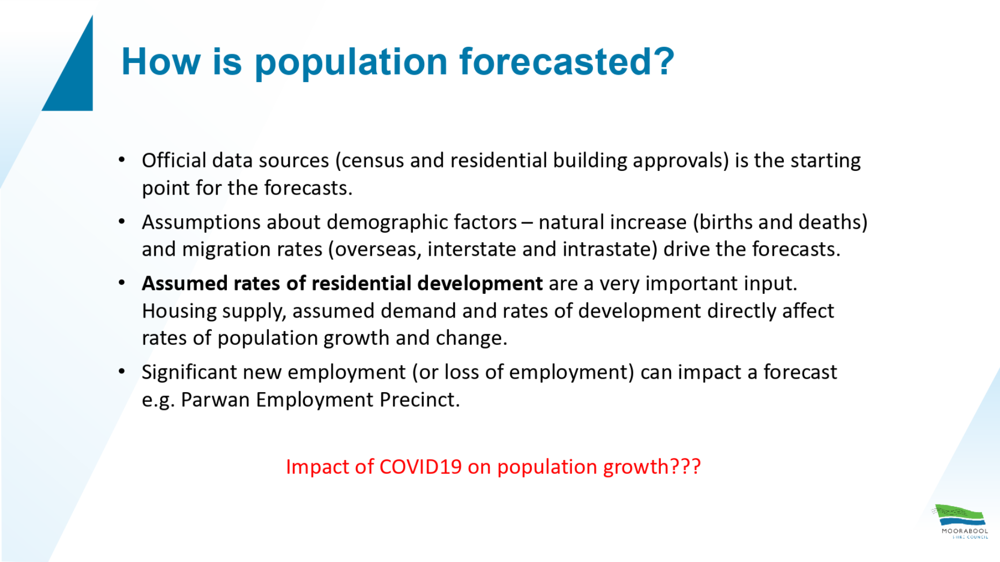 How is population forecasted?
• Official data sources (census and residential building approvals) is the starting
point for the forecasts.
• Assumptions about demographic factors – natural increase (births and deaths)
and migration rates (overseas, interstate and intrastate) drive the forecasts.
• Assumed rates of residential development are a very important input.
Housing supply, assumed demand and rates of development directly affect
rates of population growth and change.
• Significant new employment (or loss of employment) can impact a forecast
e.g. Parwan Employment Precinct.
Impact of COVID19 on population growth???
MOORABOOL
SHIRE COUNCIL